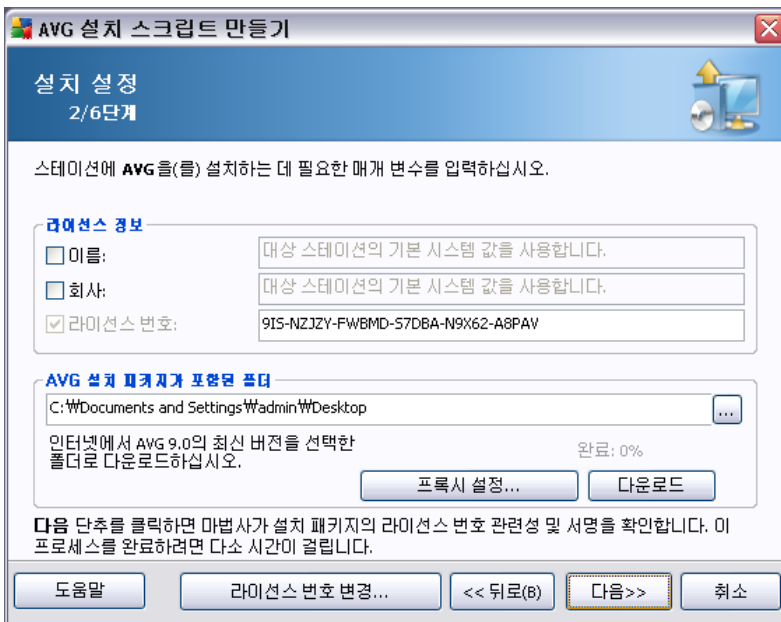 AVG 설치 스크립트 만들기
설치 설정
2/6단계
스테이션에 AVG을(를) 설치하는 데 필요한 매개 변수를 입력하십시오.
라이선스 정보
이름:
대상 스테이션의 기본 시스템 값을 사용합니다.
회사:
대상 스테이션의 기본 시스템 값을 사용합니다.
라이선스 번호:
9I5-NZJZY-FWBMD-S7DBA-N9X62-A8PAV
AVG 설치 패키지가 포함된 폴더
C:₩Documents and Settings₩admin₩Desktop
...
인터넷에서 AVG 9.0의 최신 버전을 선택한
폴더로 다운로드하십시오.
완료: 0%
프록시 설정...
다운로드
다음 단추를 클릭하면 마법사가 설치 패키지의 라이선스 번호 관련성 및 서명을 확인합니다. 이
프로세스를 완료하려면 다소 시간이 걸립니다.
도움말
라이선스 번호 변경...
<< 뒤로(B)
다음>>
취소